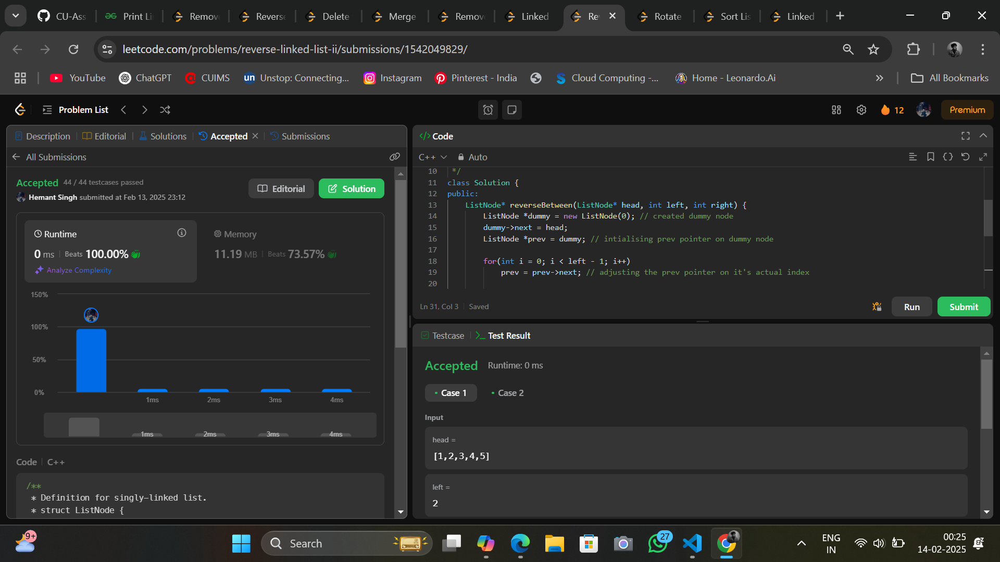 CU-Ass
Print Li
Remove
Reverse
Delete
Merge
Remove
Linked
Re
Rotate
Sort Lis
Linked
leetcode.com/problems/reverse-linked-list-ii/submissions/1542049829/
YouTube
ChatGPT
CUIMS
un Unstop: Connecting...
Instagram
Pinterest - India
Cloud Computing -...
Home - Leonardo.Ai
All Bookmarks
Problem List
12
Premium
Description
Editorial
Solutions
Accepted
Submissions
All Submissions
Accepted 44 / 44 testcases passed
Hemant Singh submitted at Feb 13, 2025 23:12
Editorial
Solution
Runtime
0 ms | Beats 100.00%
Analyze Complexity
Memory
11.19 MB | Beats 73.57%
150%
100%
50%
0%
1ms
2ms
3ms
4ms
1ms
2ms
3ms
4ms
Code | C++
/**
* Definition for singly-linked list.
* struct ListNode {
</> Code
C++
Auto
10 */
11 class Solution {
12 public:
13 ListNode* reverseBetween(ListNode* head, int left, int right) {
14 ListNode *dummy = new ListNode(0); // created dummy node
15 dummy->next = head;
16 ListNode *prev = dummy; // intialising prev pointer on dummy node
17
18 for(int i = 0; i < left - 1; i++)
19 prev = prev->next; // adjusting the prev pointer on it's actual index
20
Ln 31, Col 3 | Saved
Run
Submit
Testcase
>_ Test Result
Accepted Runtime: 0 ms
Case 1
Case 2
Input
head =
[1,2,3,4,5]
left =
2
9+
Search
27
ENG
IN
00:25
14-02-2025